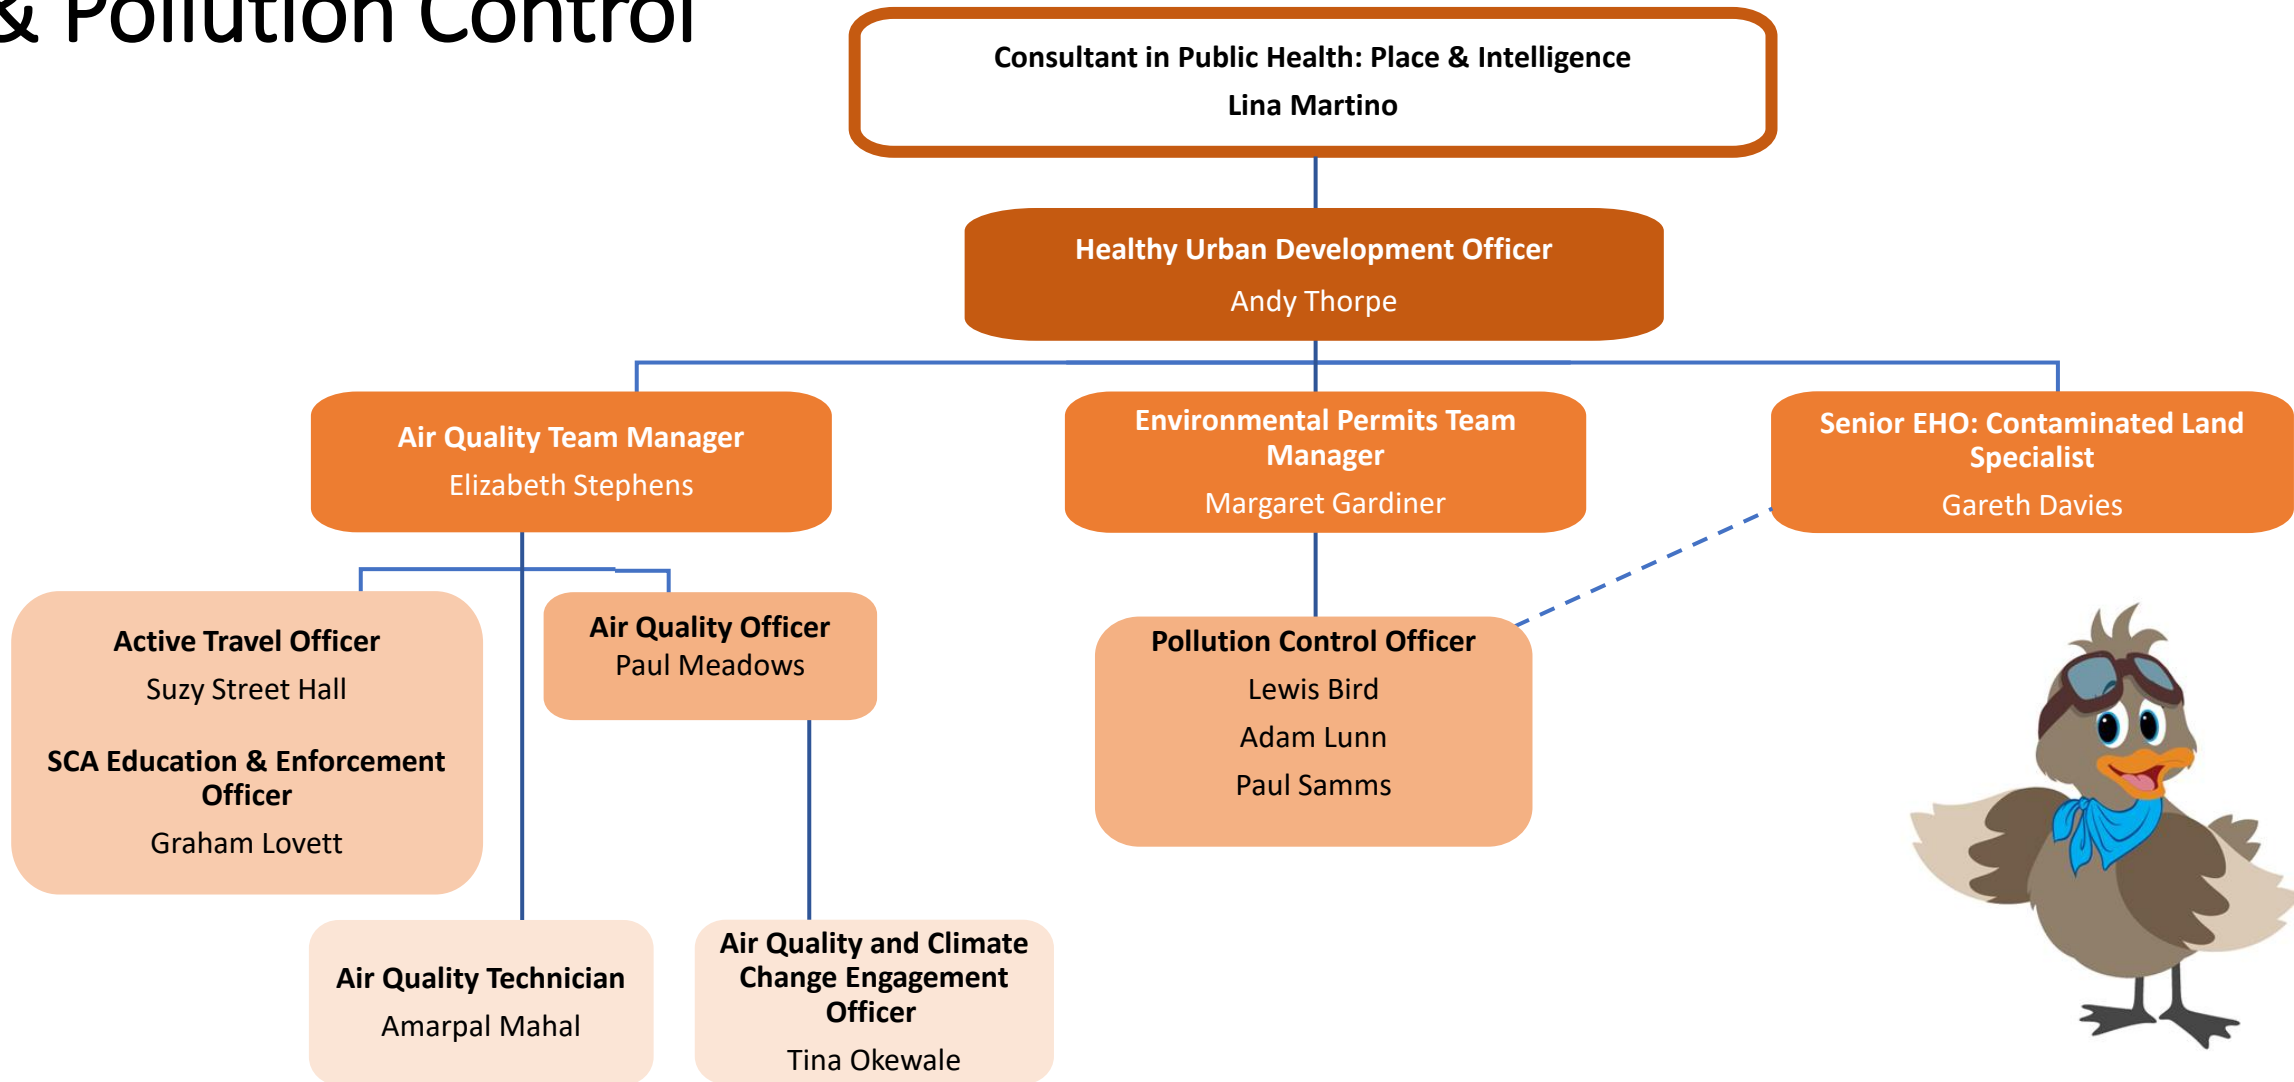 & Pollution Control
Consultant in Public Health: Place & Intelligence
Lina Martino
Healthy Urban Development Officer
Andy Thorpe
Air Quality Team Manager
Elizabeth Stephens
Environmental Permits Team
Manager
Margaret Gardiner
Senior EHO: Contaminated Land
Specialist
Gareth Davies
Active Travel Officer
Suzy Street Hall
SCA Education & Enforcement
Officer
Graham Lovett
Air Quality Officer
Paul Meadows
Pollution Control Officer
Lewis Bird
Adam Lunn
Paul Samms
Air Quality Technician
Amarpal Mahal
Air Quality and Climate
Change Engagement
Officer
Tina Okewale